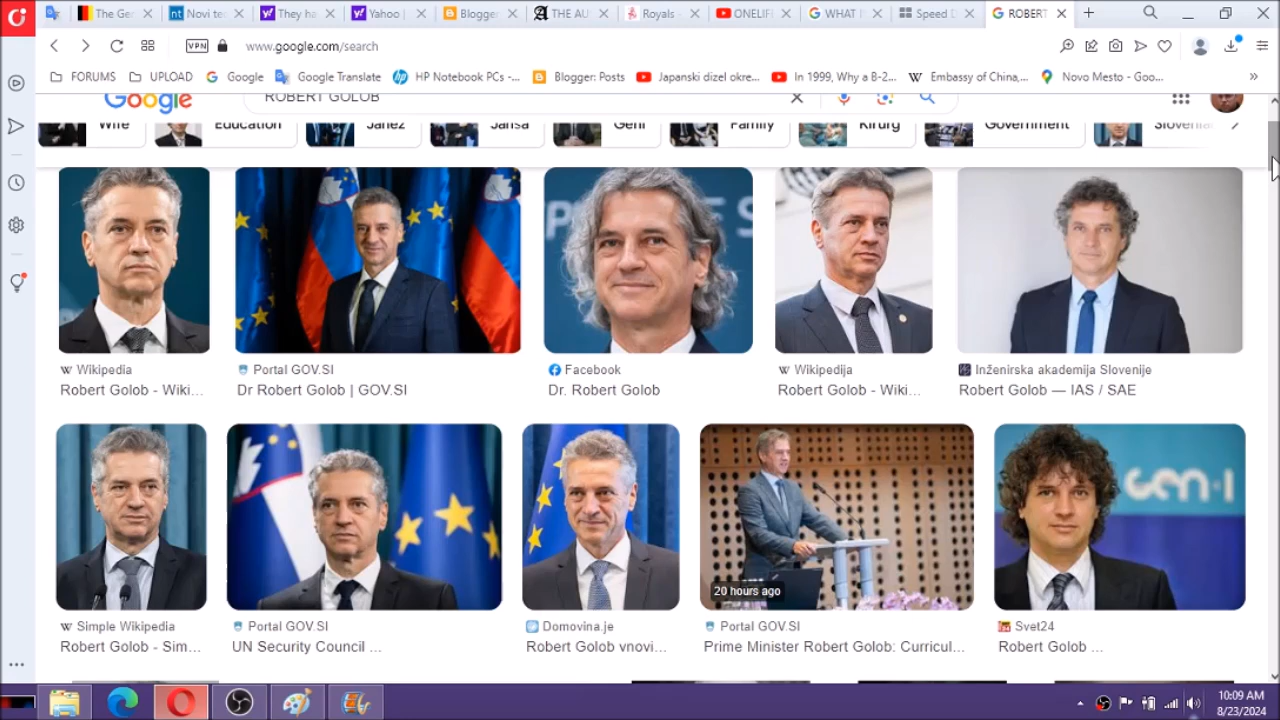 The Ger
Novi te
They ha
Yahoo |
Blogger
THE AU
Royals -
ONELIF
WHAT I
Speed D
ROBERT
VPN
www.google.com/search
FORUMS
UPLOAD
Google
Google Translate
HP Notebook PCs -...
Blogger: Posts
Japanski dizel okre...
In 1999, Why a B-2...
Embassy of China,...
Novo Mesto - Goo...
Google
ROBERT GOLOB
Wife
Education
Janez
Jansa
Geni
Family
Kirurg
Government
Slovenia
Wikipedia
Robert Golob - Wiki...
Portal GOV.SI
Dr Robert Golob | GOV.SI
Facebook
Dr. Robert Golob
Wikipedija
Robert Golob - Wiki...
Inženirska akademija Slovenije
Robert Golob — IAS / SAE
20 hours ago
Simple Wikipedia
Robert Golob - Sim...
Portal GOV.SI
UN Security Council ...
Domovina.je
Robert Golob vnovi...
Portal GOV.SI
Prime Minister Robert Golob: Curricul...
Svet24
Robert Golob ...
10:09 AM
8/23/2024